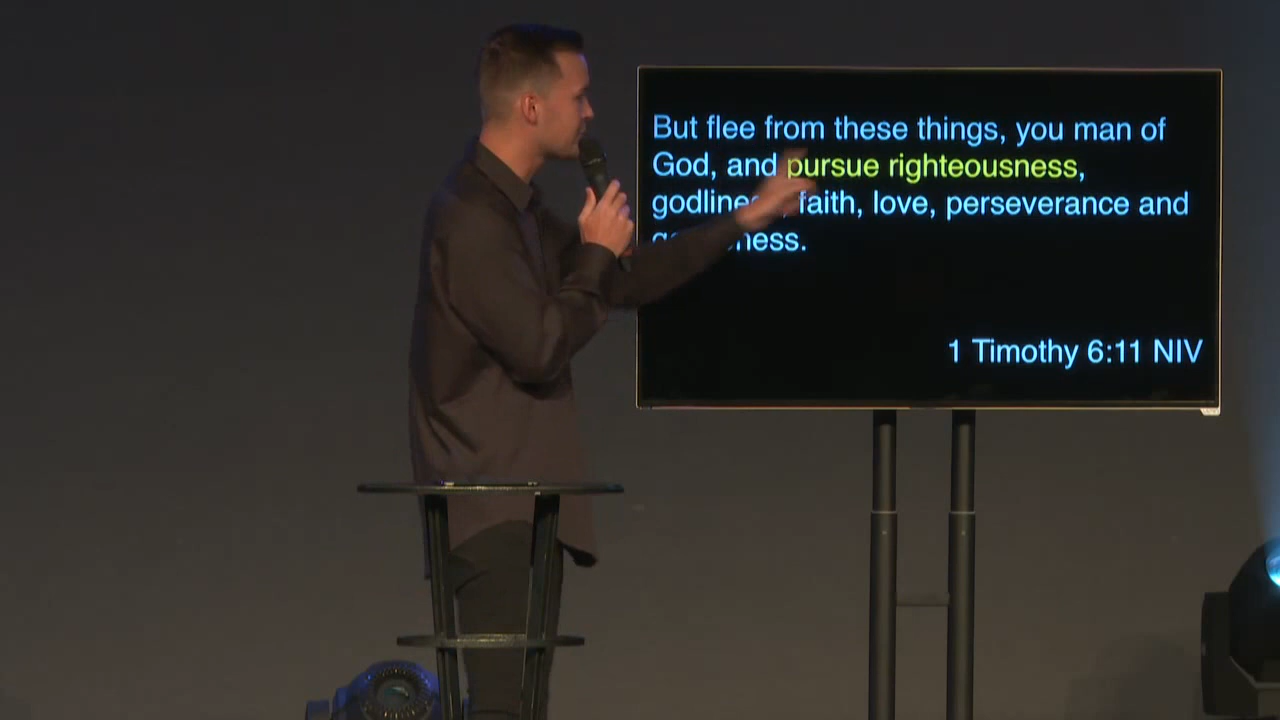 But flee from these things, you man of
God, and pursue righteousness,
faith, love, perseverance and
1 Timothy 6:11 NIV